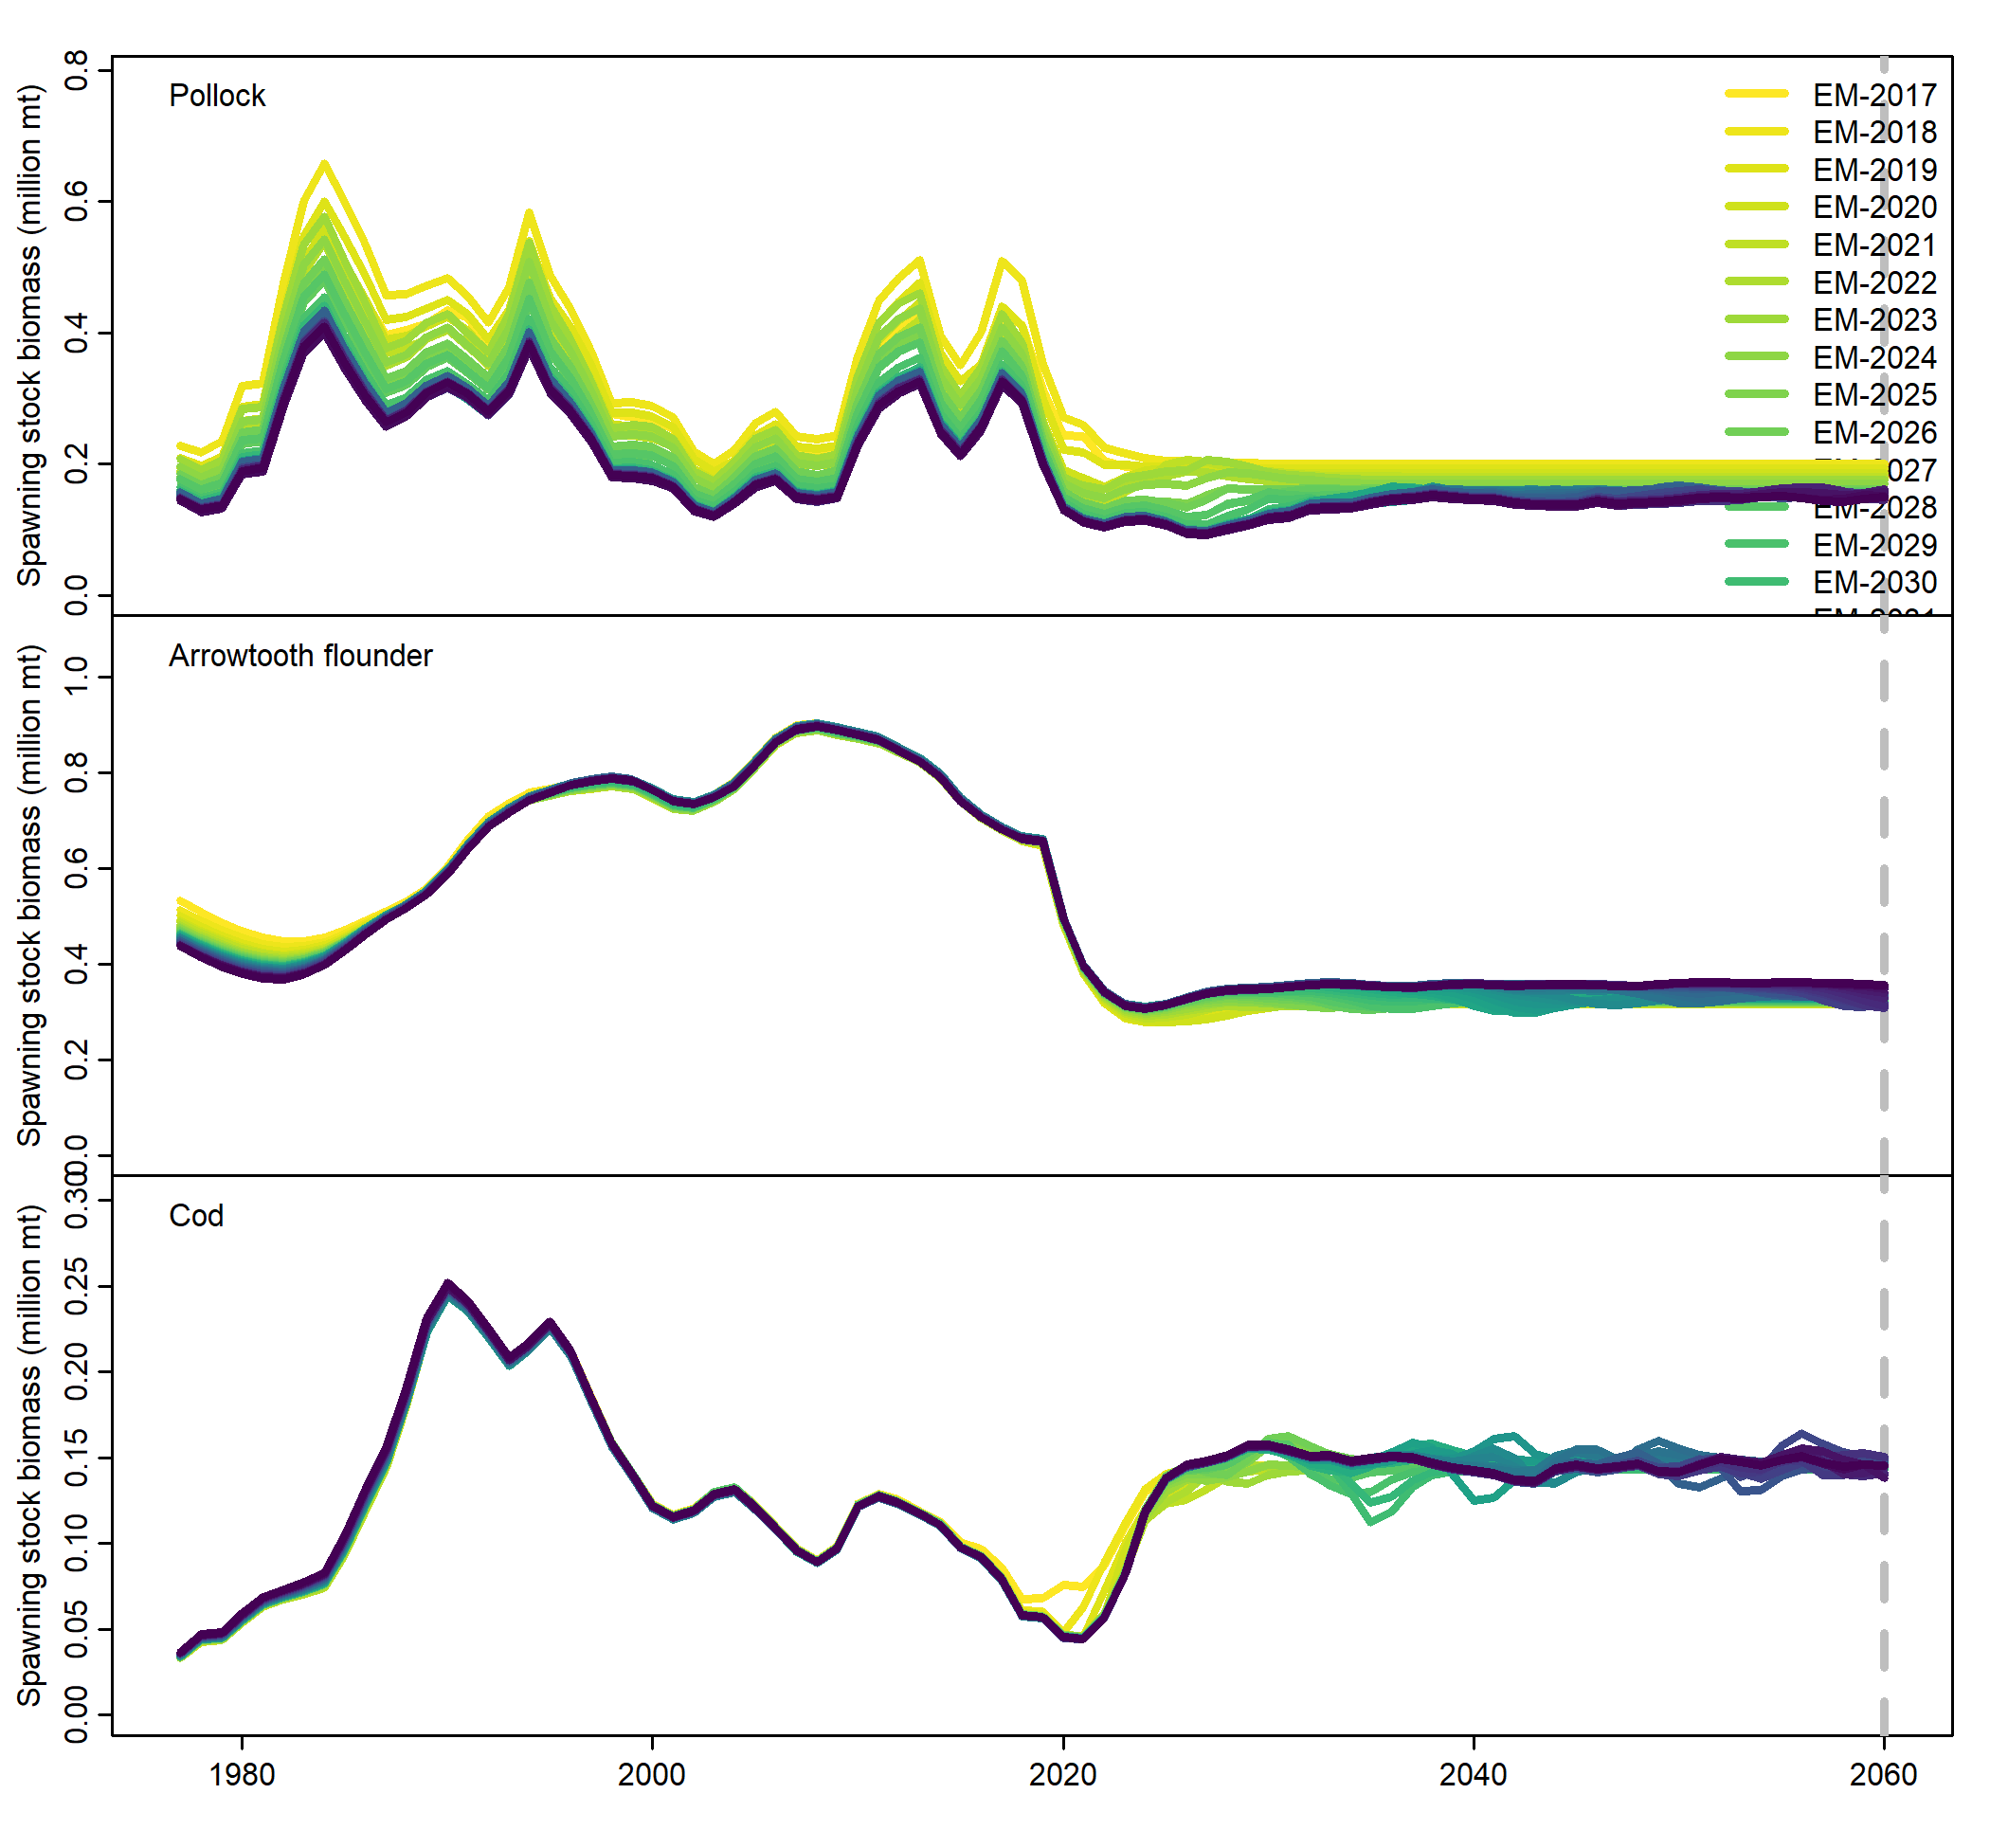 Spawning stock biomass (million mt)
0.8
0.6
0.4
0.2
0.0
Pollock
EM-2017
EM-2018
EM-2019
EM-2020
EM-2021
EM-2022
EM-2023
EM-2024
EM-2025
EM-2026
2027
EM-2028
EM-2029
EM-2030
Spawning stock biomass (million mt)
1.0
0.8
0.6
0.4
0.2
0.0
Arrowtooth flounder
Spawning stock biomass (million mt)
0.30
0.25
0.20
0.15
0.10
0.05
0.00
Cod
1980
2000
2020
2040
2060